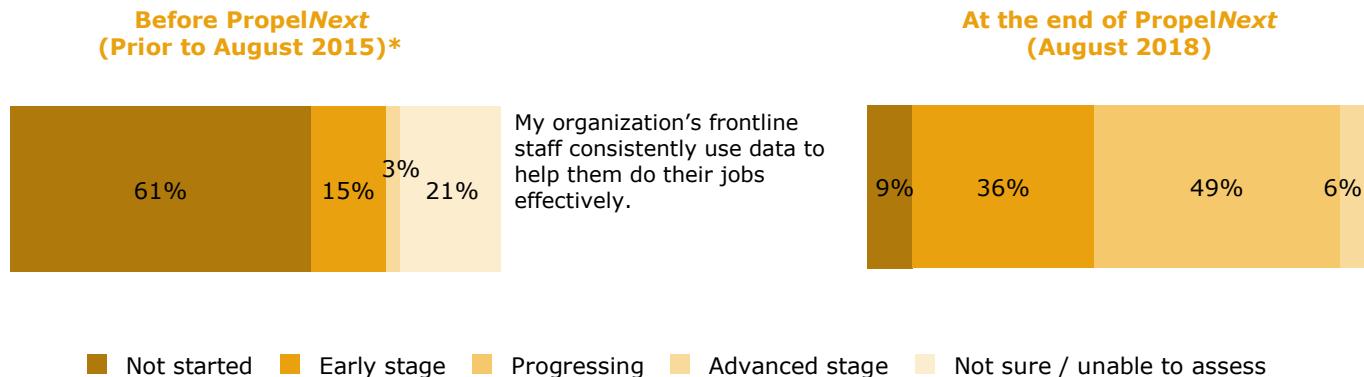 Before PropelNext
(Prior to August 2015)*
At the end of PropelNext
(August 2018)
61%
15%
3%
21%
My organization’s frontline
staff consistently use data to
help them do their jobs
effectively.
9%
36%
49%
6%
Not started
Early stage
Progressing
Advanced stage
Not sure / unable to assess